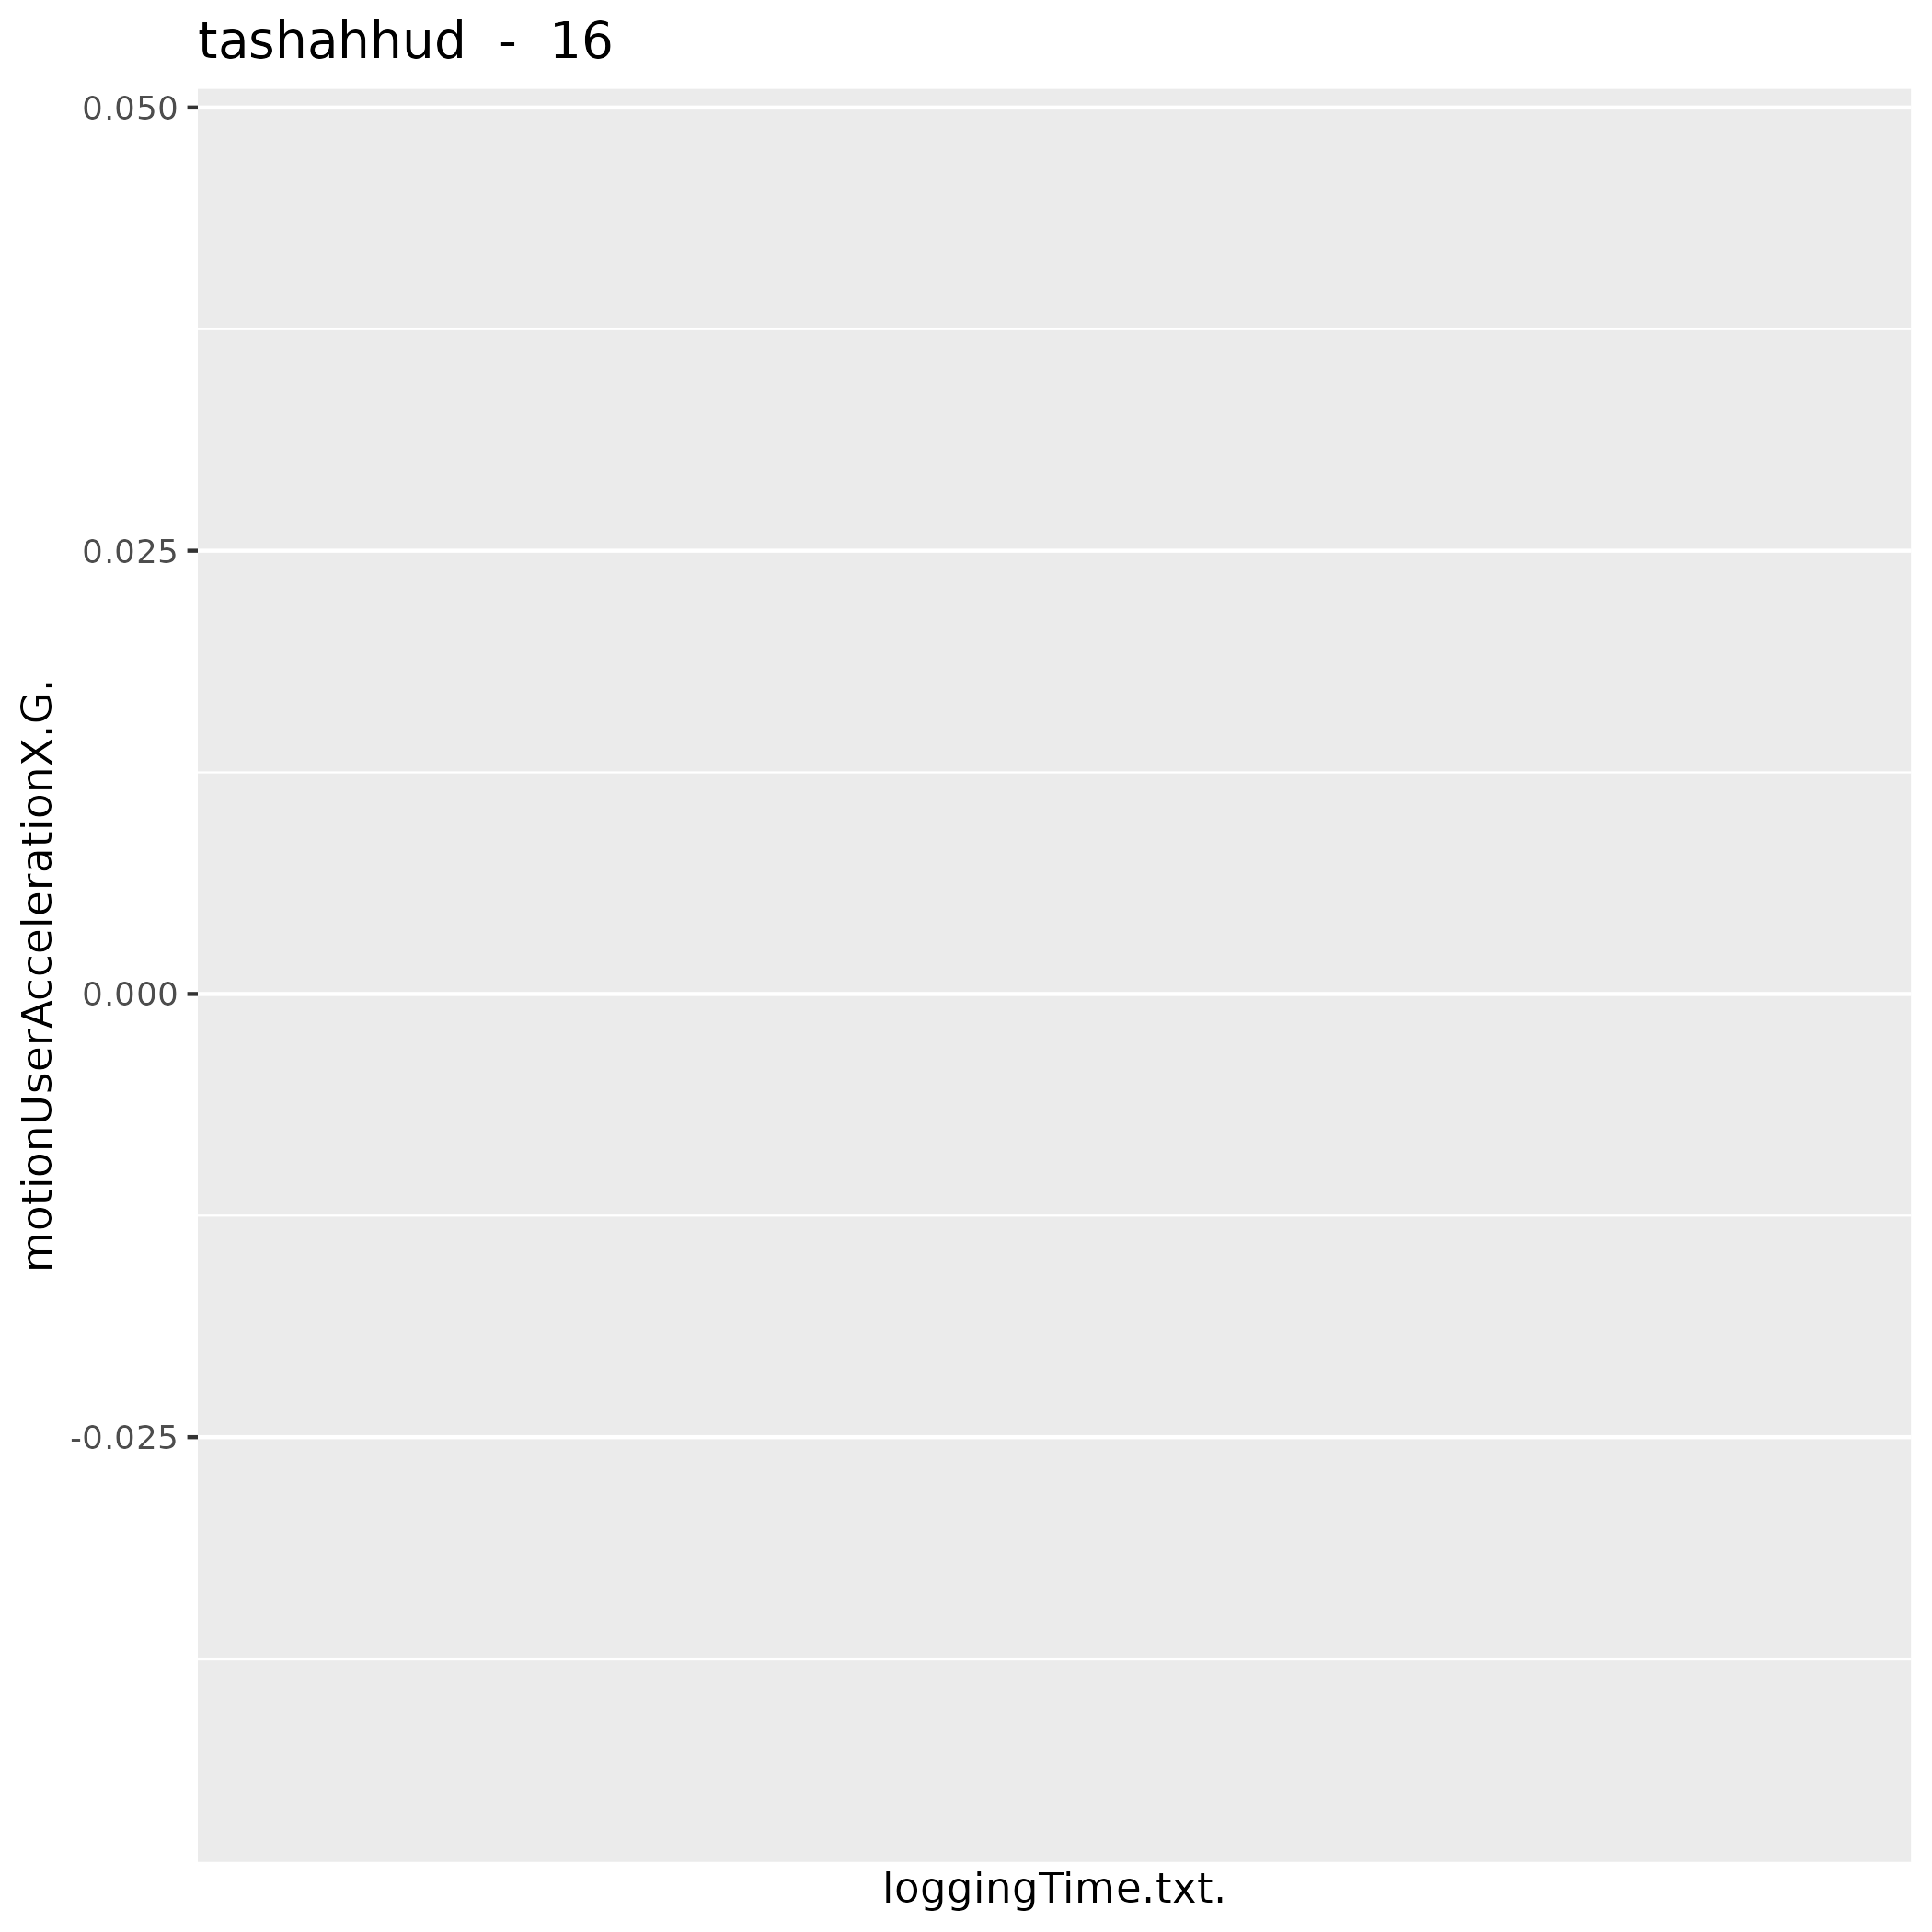 tashahhud - 16
0.050
0.025
0.000
-0.025
motionUserAccelerationX.G.
loggingTime.txt.